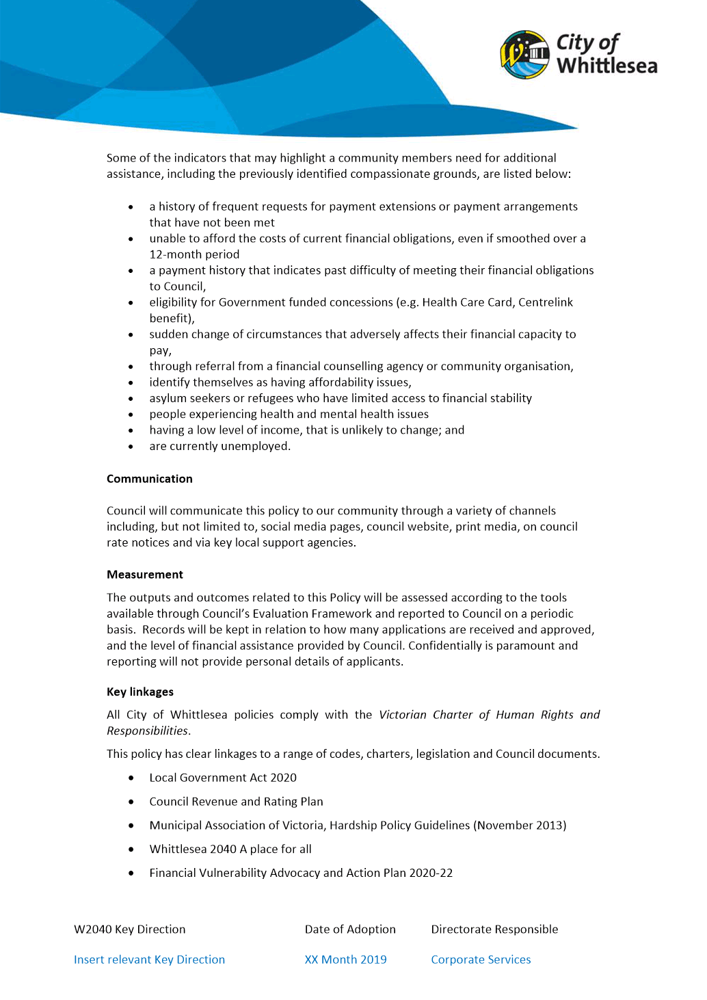 City of
Whittlesea
Some of the indicators that may highlight a community members need for additional
assistance, including the previously identified compassionate grounds, are listed below:
• a history of frequent requests for payment extensions or payment arrangements
that have not been met
• unable to afford the costs of current financial obligations, even if smoothed over a
12-month period
• a payment history that indicates past difficulty of meeting their financial obligations
to Council,
• eligibility for Government funded concessions (e.g. Health Care Card, Centrelink
benefit),
• sudden change of circumstances that adversely affects their financial capacity to
pay,
• through referral from a financial counselling agency or community organisation,
• identify themselves as having affordability issues,
• asylum seekers or refugees who have limited access to financial stability
• people experiencing health and mental health issues
• having a low level of income, that is unlikely to change; and
• are currently unemployed.
Communication
Council will communicate this policy to our community through a variety of channels
including, but not limited to, social media pages, council website, print media, on council
rate notices and via key local support agencies.
Measurement
The outputs and outcomes related to this Policy will be assessed according to the tools
available through Council’s Evaluation Framework and reported to Council on a periodic
basis.  Records will be kept in relation to how many applications are received and approved,
and the level of financial assistance provided by Council. Confidentially is paramount and
reporting will not provide personal details of applicants.
Key linkages
All City of Whittlesea policies comply with the Victorian Charter of Human Rights and
Responsibilities.
This policy has clear linkages to a range of codes, charters, legislation and Council documents.
• Local Government Act 2020
• Council Revenue and Rating Plan
• Municipal Association of Victoria, Hardship Policy Guidelines (November 2013)
• Whittlesea 2040 A place for all
• Financial Vulnerability Advocacy and Action Plan 2020-22
W2040 Key Direction Date of Adoption Directorate Responsible
Insert relevant Key Direction XX Month 2019 Corporate Services